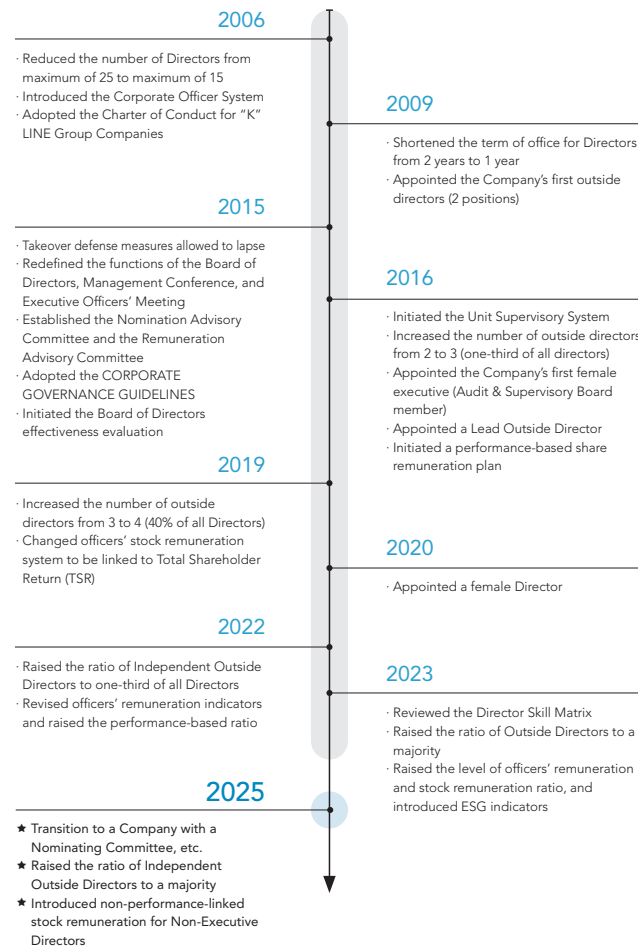 2006
· Reduced the number of Directors from
maximum of 25 to maximum of 15
· Introduced the Corporate Officer System
· Adopted the Charter of Conduct for “K”
LINE Group Companies
2009
· Shortened the term of office for Directors
from 2 years to 1 year
· Appointed the Company’s first outside
directors (2 positions)
2015
· Takeover defense measures allowed to lapse
· Redefined the functions of the Board of
Directors, Management Conference, and
Executive Officers’ Meeting
· Established the Nomination Advisory
Committee and the Remuneration
Advisory Committee
· Adopted the CORPORATE
GOVERNANCE GUIDELINES
· Initiated the Board of Directors
effectiveness evaluation
2016
· Initiated the Unit Supervisory System
· Increased the number of outside directors
from 2 to 3 (one-third of all directors)
· Appointed the Company’s first female
executive (Audit & Supervisory Board
member)
· Appointed a Lead Outside Director
· Initiated a performance-based share
remuneration plan
2019
· Increased the number of outside
directors from 3 to 4 (40% of all Directors)
· Changed officers’ stock remuneration
system to be linked to Total Shareholder
Return (TSR)
2020
· Appointed a female Director
2022
· Raised the ratio of Independent Outside
Directors to one-third of all Directors
· Revised officers’ remuneration indicators
and raised the performance-based ratio
2023
· Reviewed the Director Skill Matrix
· Raised the ratio of Outside Directors to a
majority
· Raised the level of officers’ remuneration
and stock remuneration ratio, and
introduced ESG indicators
2025
★ Transition to a Company with a
Nominating Committee, etc.
★ Raised the ratio of Independent
Outside Directors to a majority
★ Introduced non-performance-linked
stock remuneration for Non-Executive
Directors